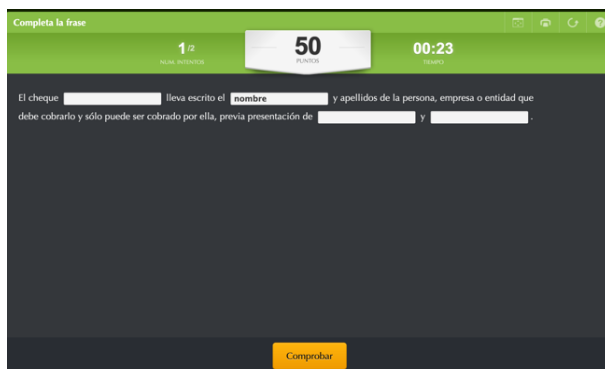 Completa la frase
1/2
NUM. INTENTOS
50
PUNTOS
00:23
TIEMPO
El cheque lleva escrito el nombre y apellidos de la persona, empresa o entidad que
debe cobrarlo y sólo puede ser cobrado por ella, previa presentación de y .
Comprobar